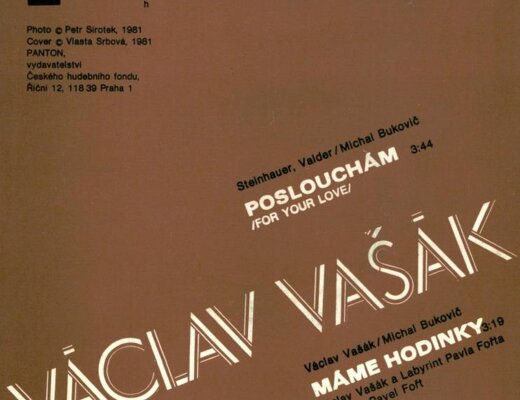 h
Photo © Petr Sirotek, 1981
Cover © Vlasta Srbová, 1981
PANTON,
vydavatelství
Českého hudebního fondu,
Říční 12, 118 39 Praha 1
Steinhauer, Valder/Michal Bukovič
POSLOUCHÁM 3:44
/FOR YOUR LOVE/
VÁCLAV VAŠÁK
Václav Vašák/Michal Bukovič
MÁME HODINKY 3:19
Vašák a Labyrint Pavla Fořta
Pavel Fořt